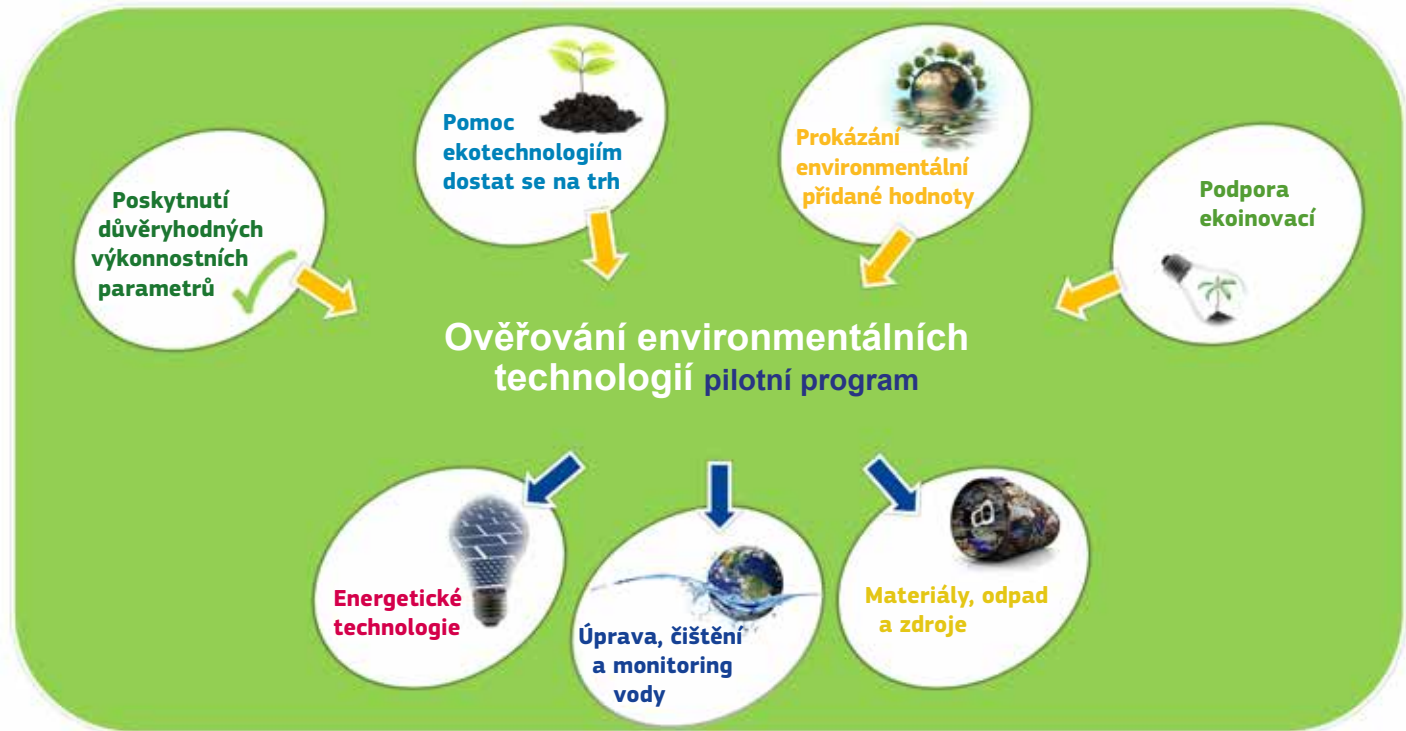 Poskytnutí
důvěryhodných
výkonnostních
parametrů
Pomoc
ekotechnologiím
dostat se na trh
Prokázání
environmentální
přidané hodnoty
Podpora
ekoinovací
Ověřování environmentálních
technologií pilotní program
Energetické
technologie
Úprava, čištění
a monitoring
vody
Materiály, odpad
a zdroje